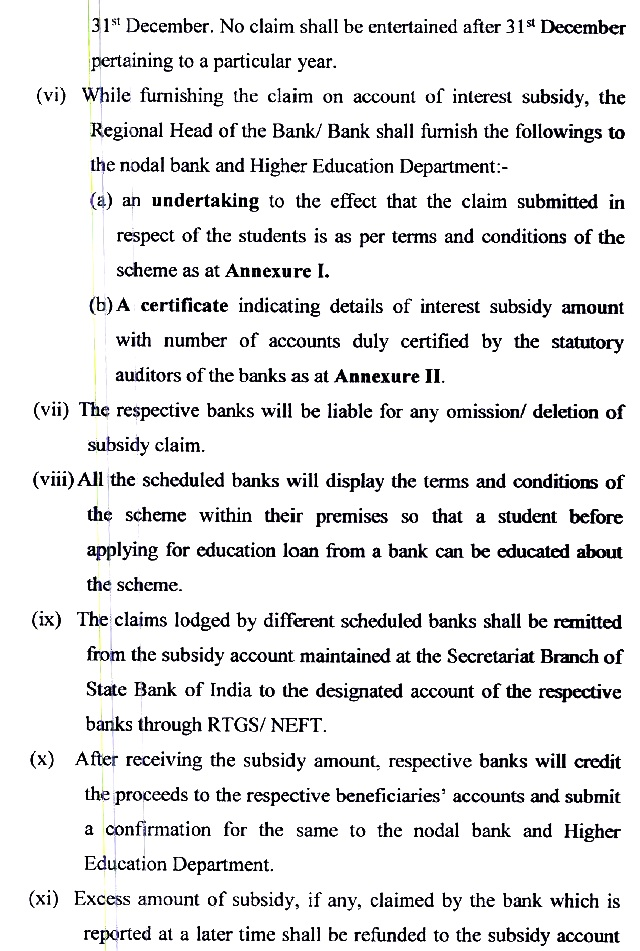 31st December. No claim shall be entertained after 31st December
pertaining to a particular year.
(vi) While furnishing the claim on account of interest subsidy, the
Regional Head of the Bank/ Bank shall furnish the followings to
the nodal bank and Higher Education Department:-
(a) an undertaking to the effect that the claim submitted in
respect of the students is as per terms and conditions of the
scheme as at Annexure I.
(b) A certificate indicating details of interest subsidy amount
with number of accounts duly certified by the statutory
auditors of the banks as at Annexure II.
(vii) The respective banks will be liable for any omission/ deletion of
subsidy claim.
(viii) All the scheduled banks will display the terms and conditions of
the scheme within their premises so that a student before
applying for education loan from a bank can be educated about
the scheme.
(ix) The claims lodged by different scheduled banks shall be remitted
from the subsidy account maintained at the Secretariat Branch of
State Bank of India to the designated account of the respective
banks through RTGS/ NEFT.
(x) After receiving the subsidy amount, respective banks will credit
the proceeds to the respective beneficiaries' accounts and submit
a confirmation for the same to the nodal bank and Higher
Education Department.
(xi) Excess amount of subsidy, if any, claimed by the bank which is
reported at a later time shall be refunded to the subsidy account